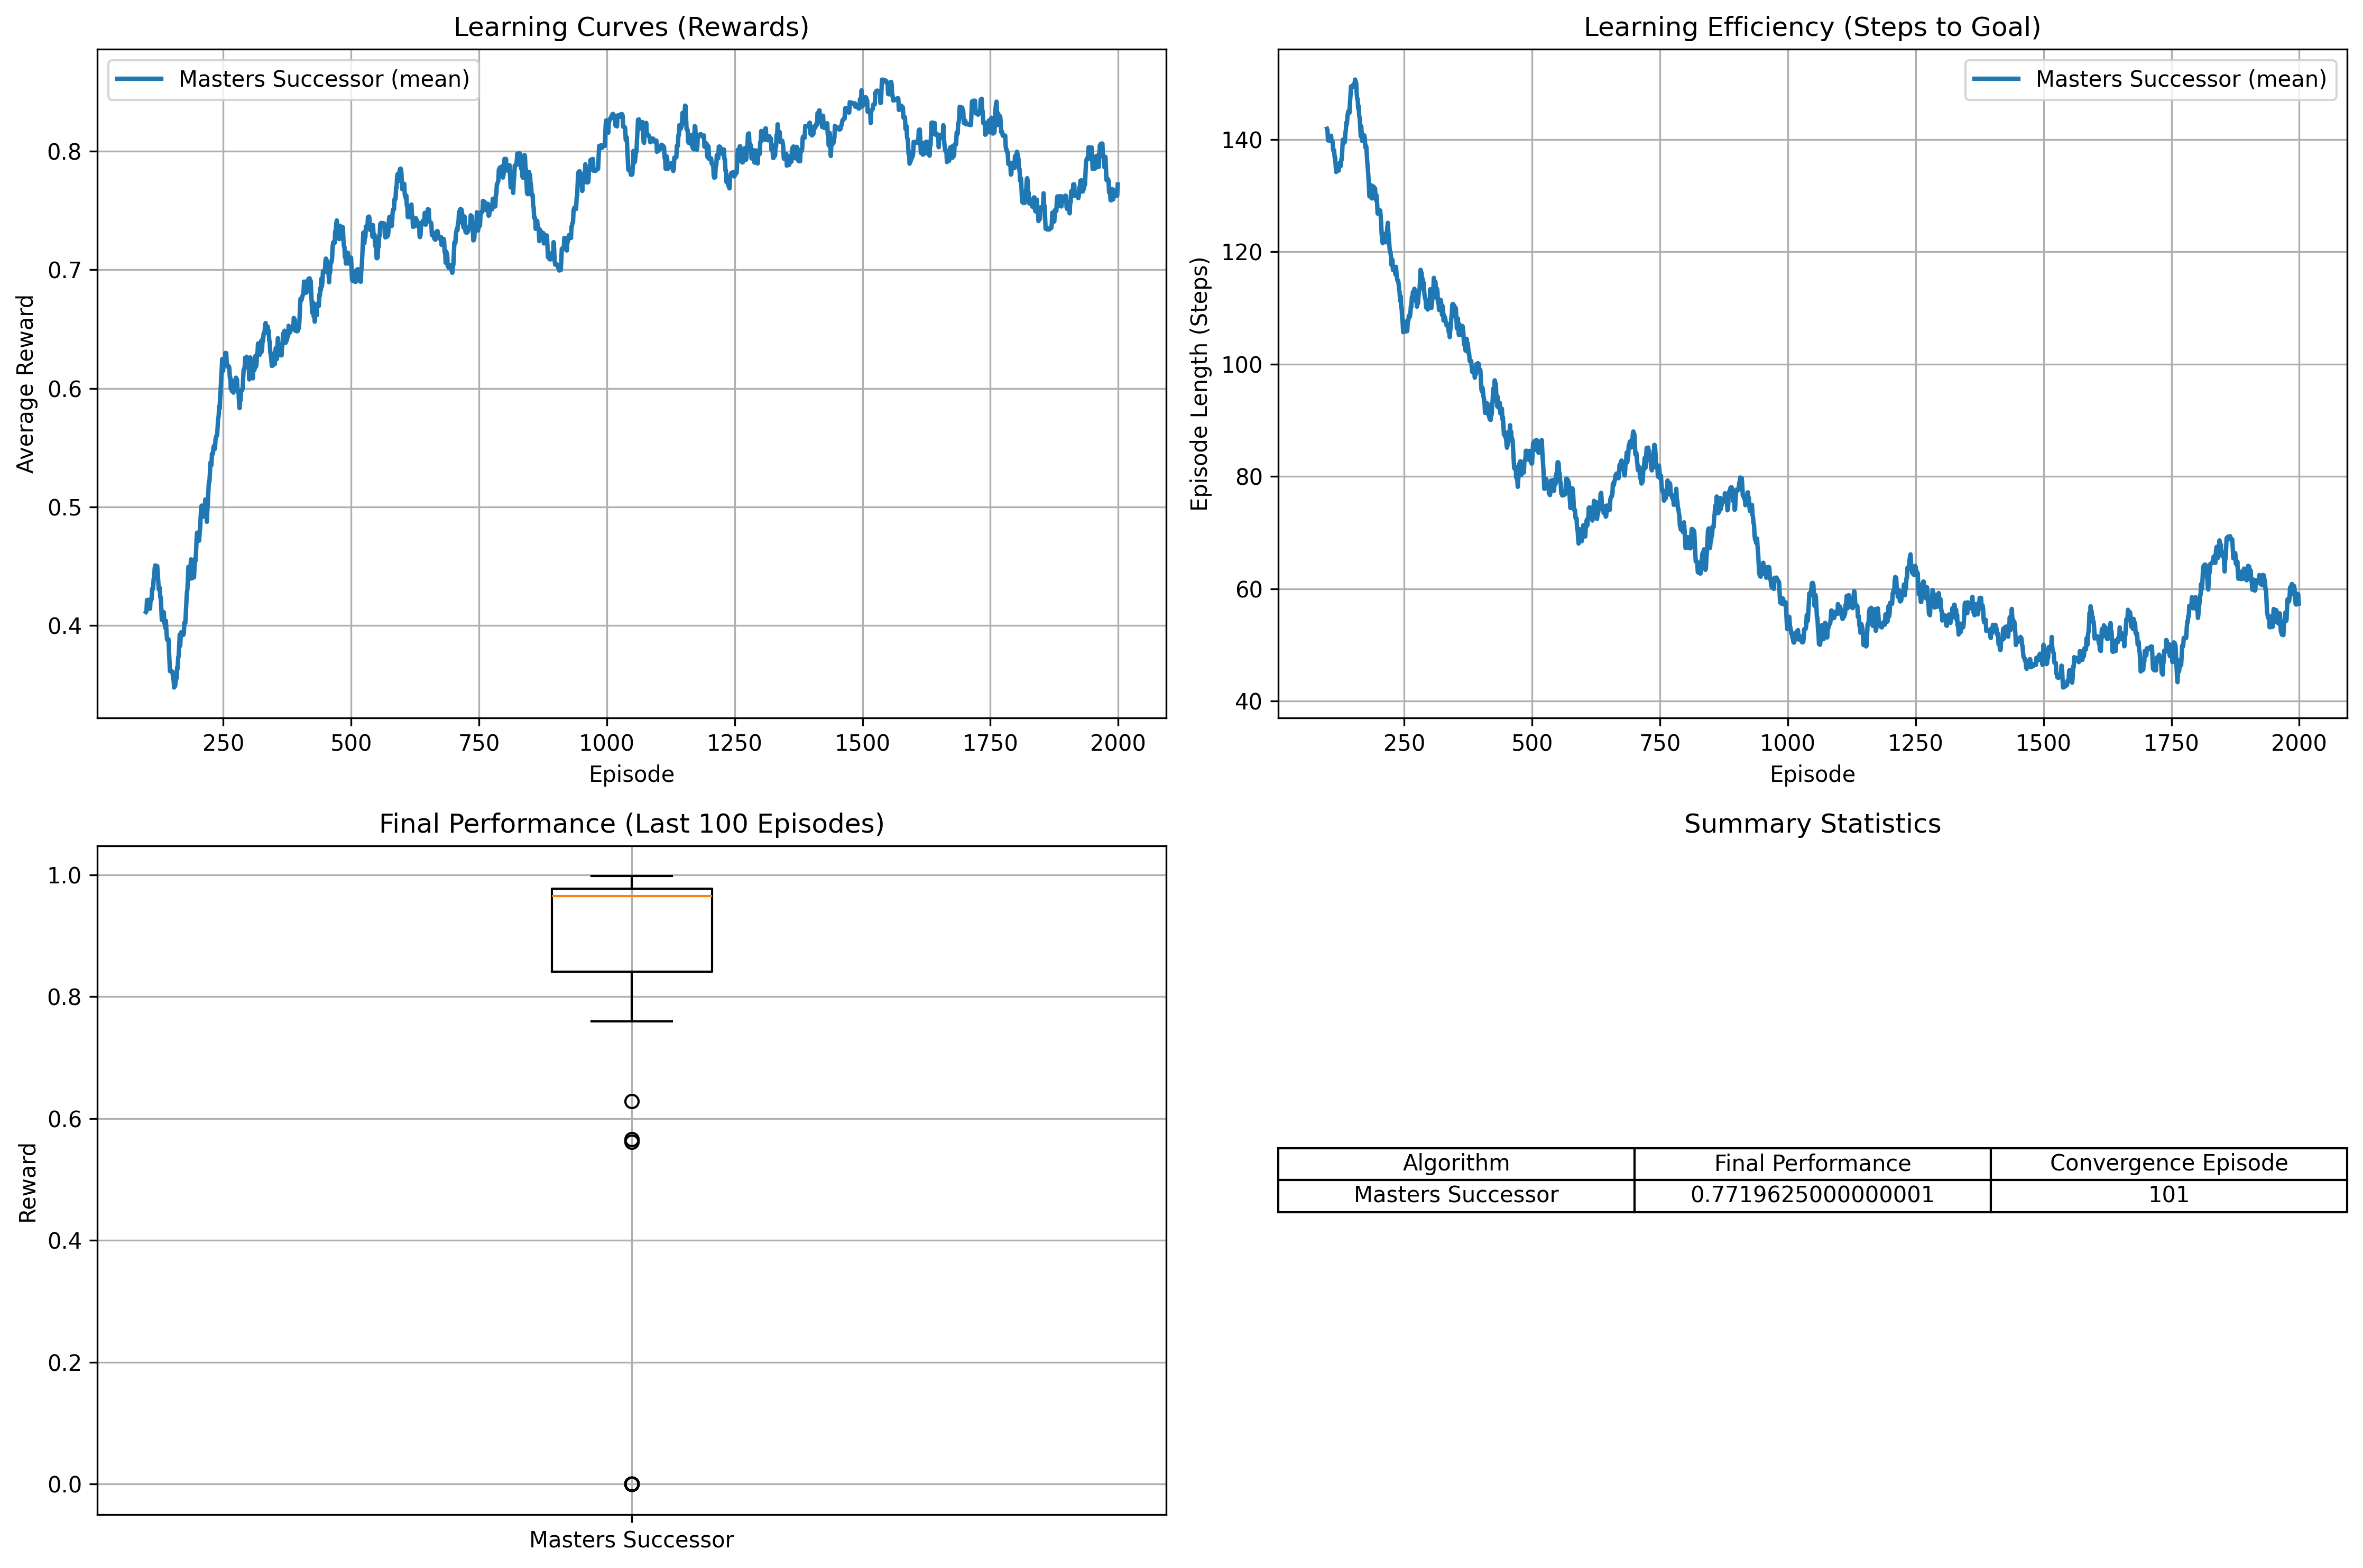 Learning Curves (Rewards)
Masters Successor (mean)
Average Reward
0.8
0.7
0.6
0.5
0.4
250 500 750 1000 1250 1500 1750 2000
Episode
Learning Efficiency (Steps to Goal)
Masters Successor (mean)
Episode Length (Steps)
140
120
100
80
60
40
250 500 750 1000 1250 1500 1750 2000
Episode
Final Performance (Last 100 Episodes)
Reward
1.0
0.8
0.6
0.4
0.2
0.0
Masters Successor
Summary Statistics
Algorithm Final Performance Convergence Episode
Masters Successor 0.7719625000000001 101